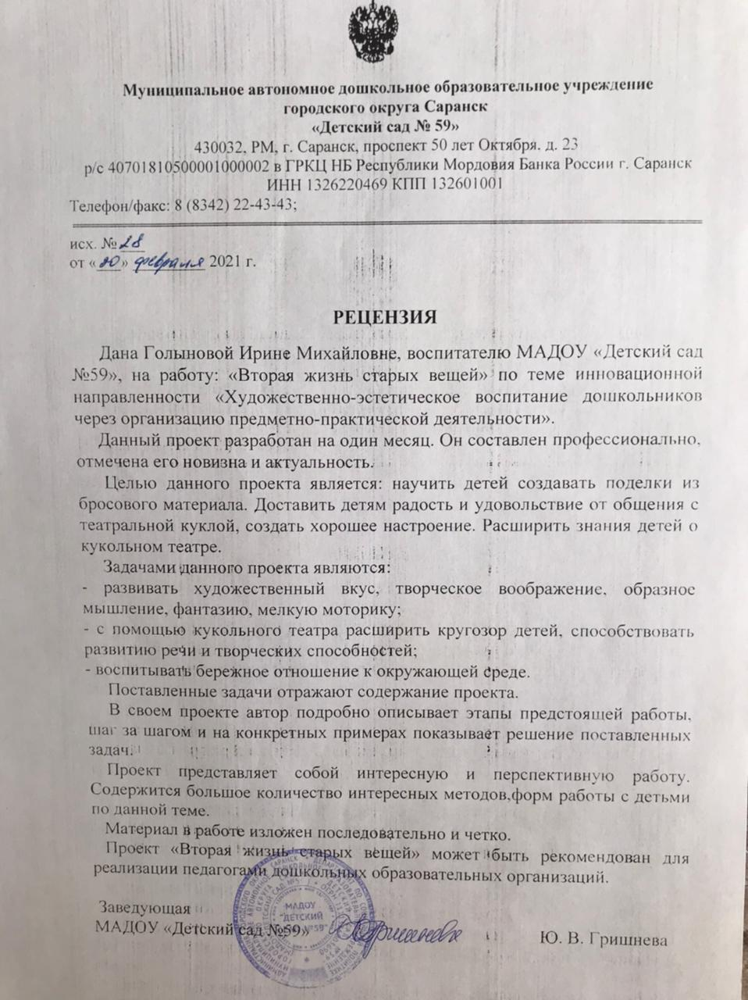 Муниципальное автономное дошкольное образовательное учреждение
городского округа Саранск
«Детский сад № 59»
430032, РМ, г. Саранск, проспект 50 лет Октября. д. 23
р/с 40701810500001000002 в ГРКЦ НБ Республики Мордовия Банка России г. Саранск
ИНН 1326220469 КПП 132601001
Телефон/факс: 8 (8342) 22-43-43;
исх. № 28
от «20» февраля 2021 г.
РЕЦЕНЗИЯ
Дана Голыновой Ирине Михайловне, воспитателю МАДОУ «Детский сад
№59», на работу: «Вторая жизнь старых вещей» по теме инновационной
направленности «Художественно-эстетическое воспитание дошкольников
через организацию предметно-практической деятельности».
Данный проект разработан на один месяц. Он составлен профессионально,
отмечена его новизна и актуальность.
Целью данного проекта является: научить детей создавать поделки из
бросового материала. Доставить детям радость и удовольствие от общения с
театральной куклой, создать хорошее настроение. Расширить знания детей о
кукольном театре.
Задачами данного проекта являются:
- развивать художественный вкус, творческое воображение, образное
мышление, фантазию, мелкую моторику;
- с помощью кукольного театра расширить кругозор детей, способствовать
развитию речи и творческих способностей;
- воспитывать бережное отношение к окружающей среде.
Поставленные задачи отражают содержание проекта.
В своем проекте автор подробно описывает этапы предстоящей работы,
шаг за шагом и на конкретных примерах показывает решение поставленных
задач.
Проект представляет собой интересную и перспективную работу.
Содержится большое количество интересных методов,форм работы с детьми
по данной теме.
Материал в работе изложен последовательно и четко.
Проект «Вторая жизнь старых вещей» может быть рекомендован для
реализации педагогами дошкольных образовательных организаций.
Заведующая
МАДОУ «Детский сад №59»
Ю. В. Гришнева
МАДОУ
"ДЕТСКИЙ
№59"